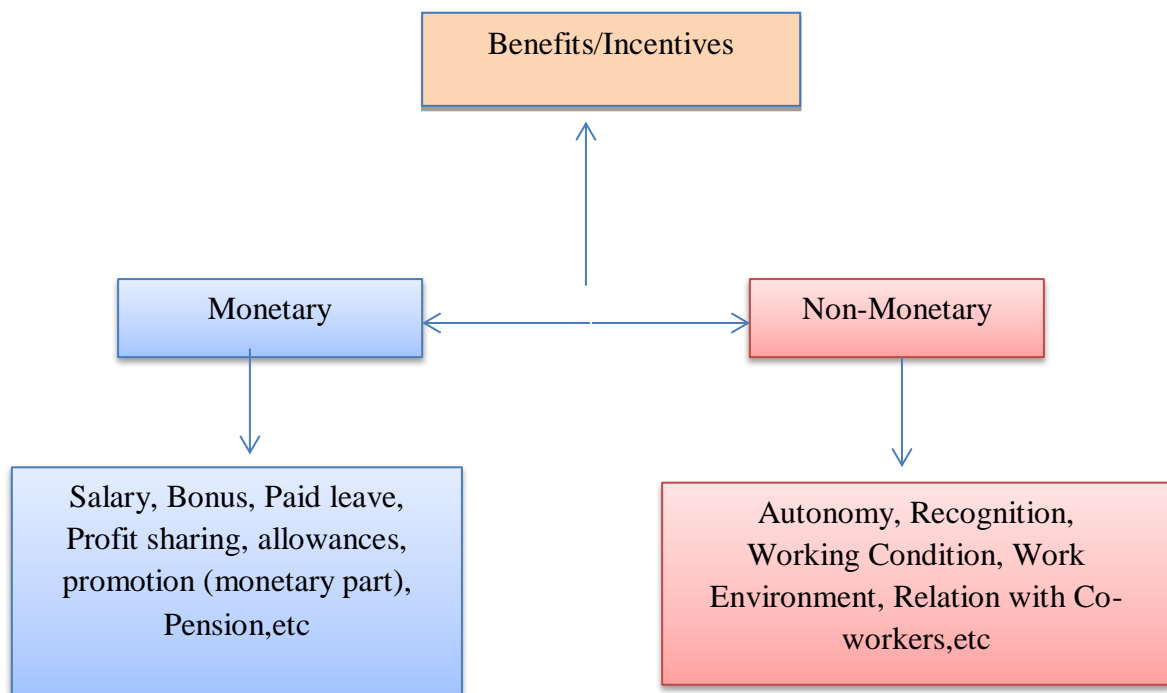 Benefits/Incentives
Monetary
Non-Monetary
Salary, Bonus, Paid leave,
Profit sharing, allowances,
promotion (monetary part),
Pension,etc
Autonomy, Recognition,
Working Condition, Work
Environment, Relation with Co-
workers,etc